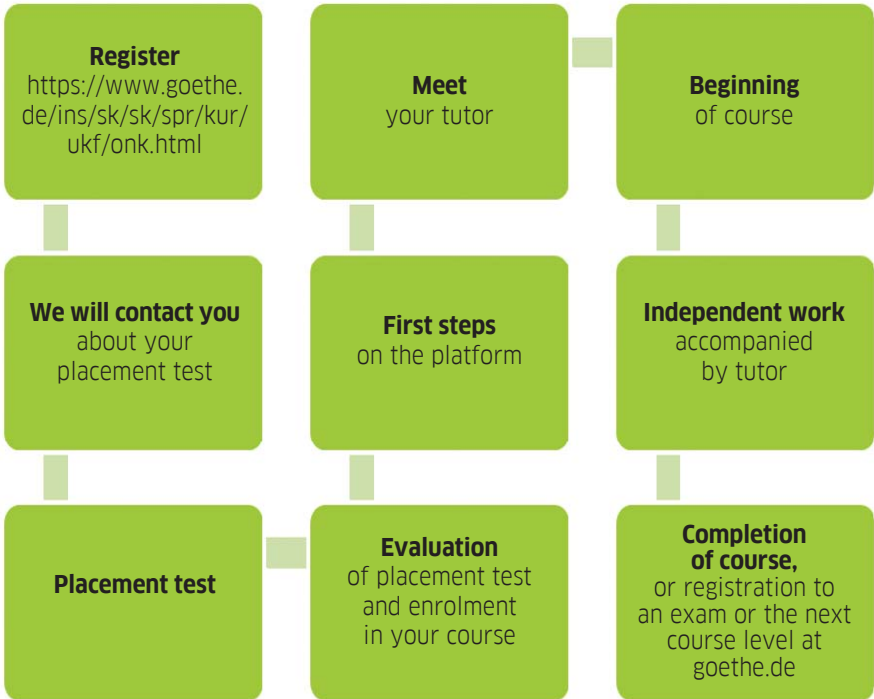 Register
https://www.goethe.
de/ins/sk/sk/spr/kur/
ukf/onk.html
We will contact you
about your
placement test
Placement test
Evaluation
of placement test
and enrolment
in your course
First steps
on the platform
Meet
your tutor
Beginning
of course
Independent work
accompanied
by tutor
Completion
of course,
or registration to
an exam or the next
course level at
goethe.de